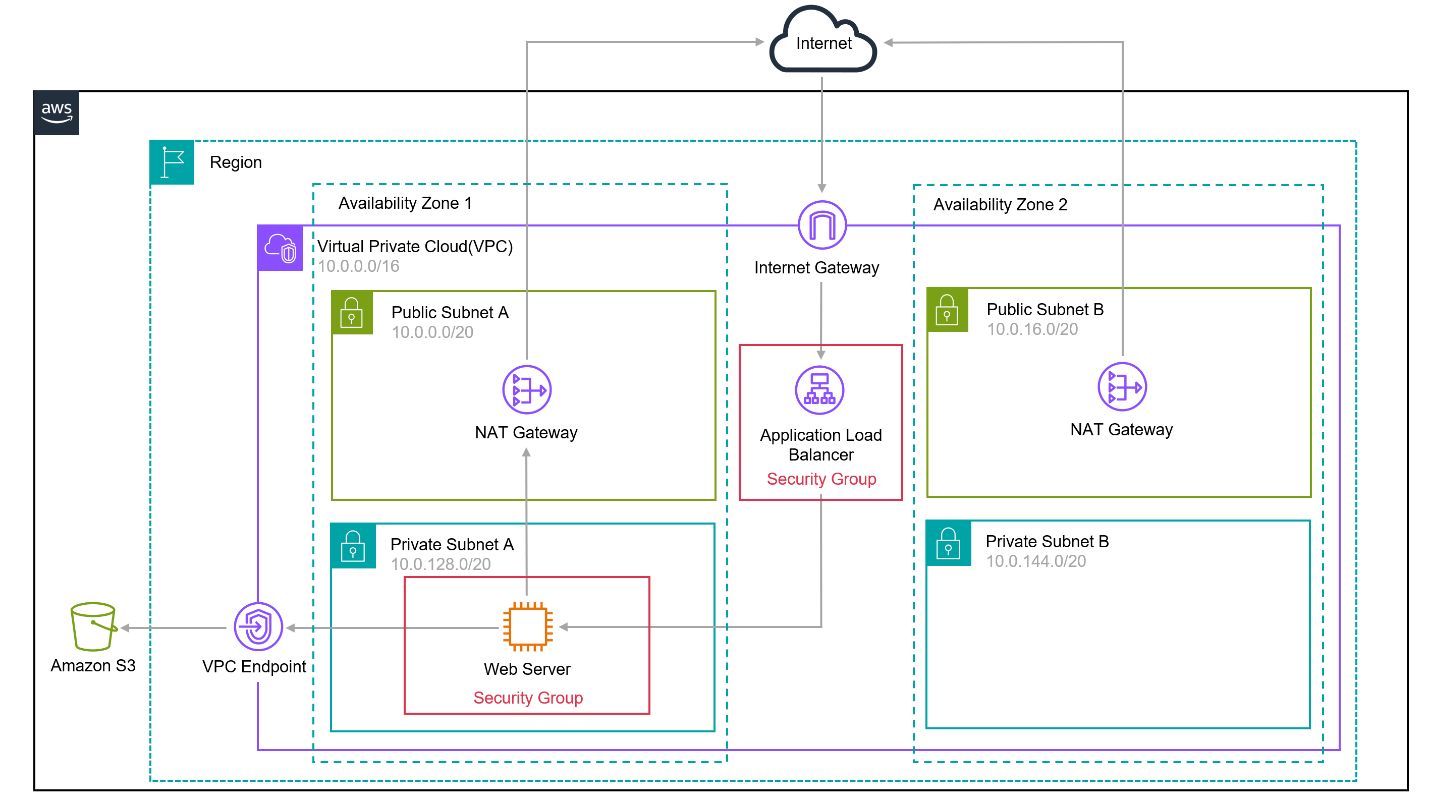 Internet
aws
Region
Availability Zone 1
Availability Zone 2
Virtual Private Cloud(VPC)
10.0.0.0/16
Internet Gateway
Public Subnet A
10.0.0.0/20
Public Subnet B
10.0.16.0/20
NAT Gateway
Application Load
Balancer
Security Group
NAT Gateway
Private Subnet A
10.0.128.0/20
Private Subnet B
10.0.144.0/20
Amazon S3
VPC Endpoint
Web Server
Security Group